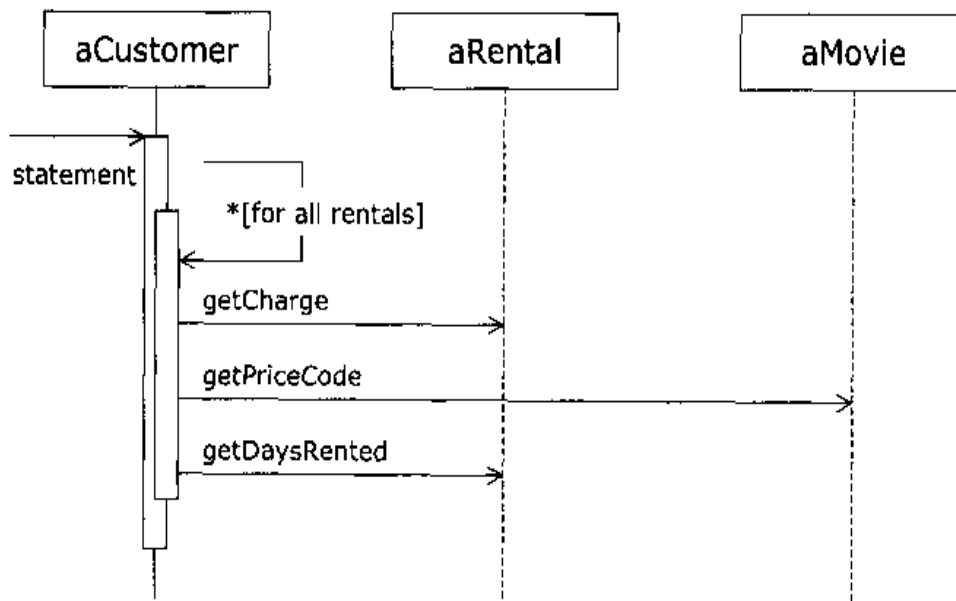 aCustomer
aRental
aMovie
statement
*[for all rentals]
getCharge
getPriceCode
getDaysRented